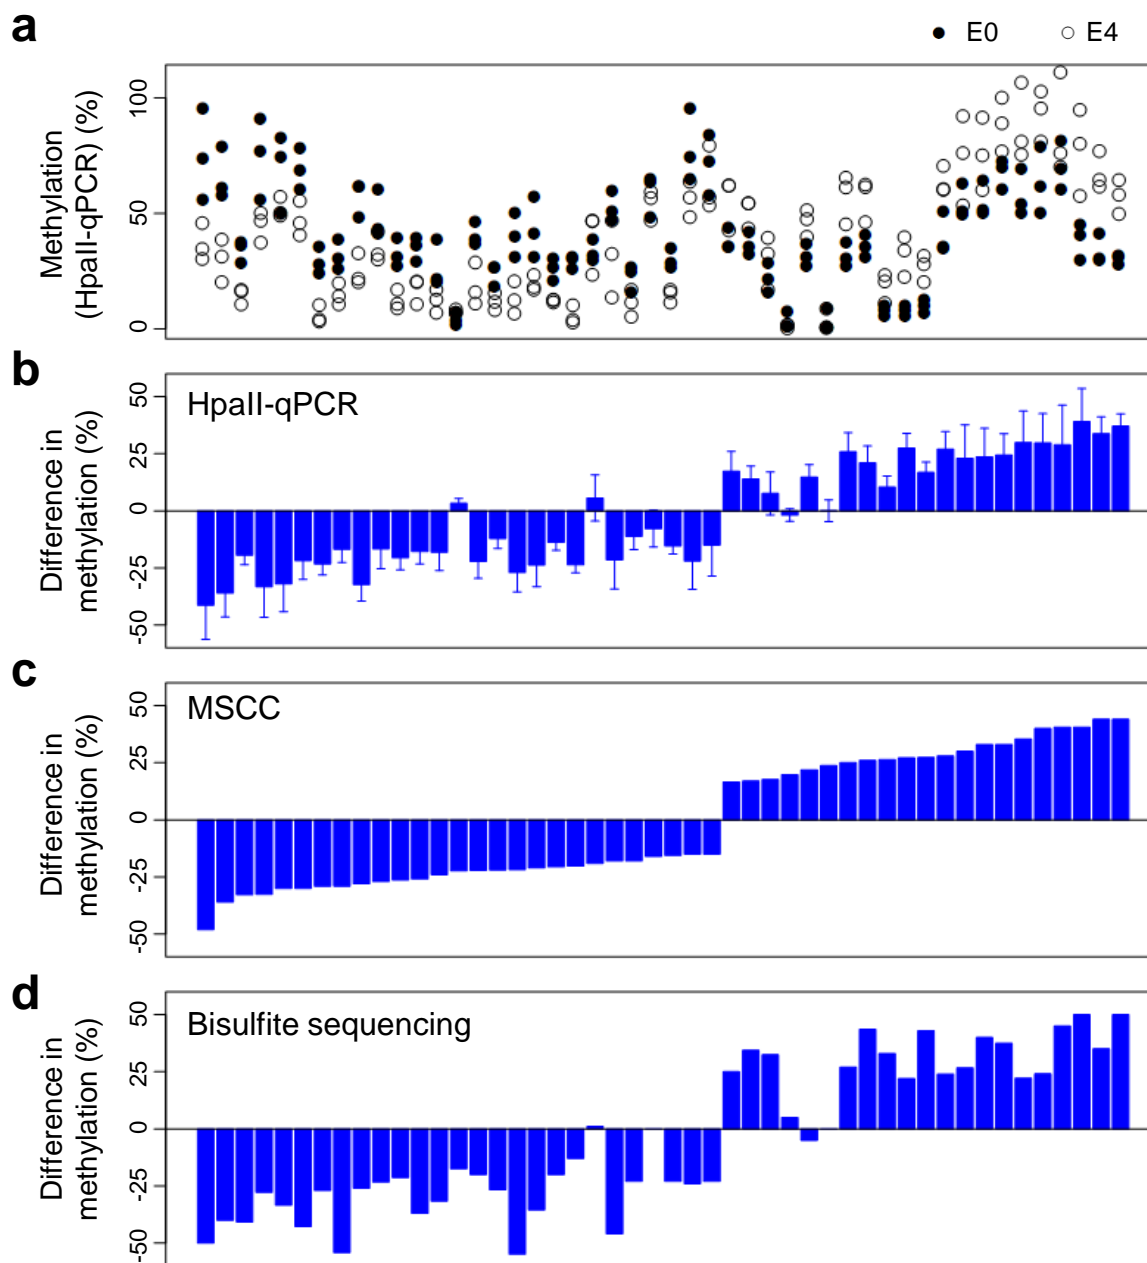 a
E0
E4
Methylation
(HpaII-qPCR) (%)
100
50
0
b
HpaII-qPCR
Difference in
methylation (%)
50
25
0
-25
-50
c
MSCC
Difference in
methylation (%)
50
25
0
-25
-50
d
Bisulfite sequencing
Difference in
methylation (%)
50
25
0
-25
-50